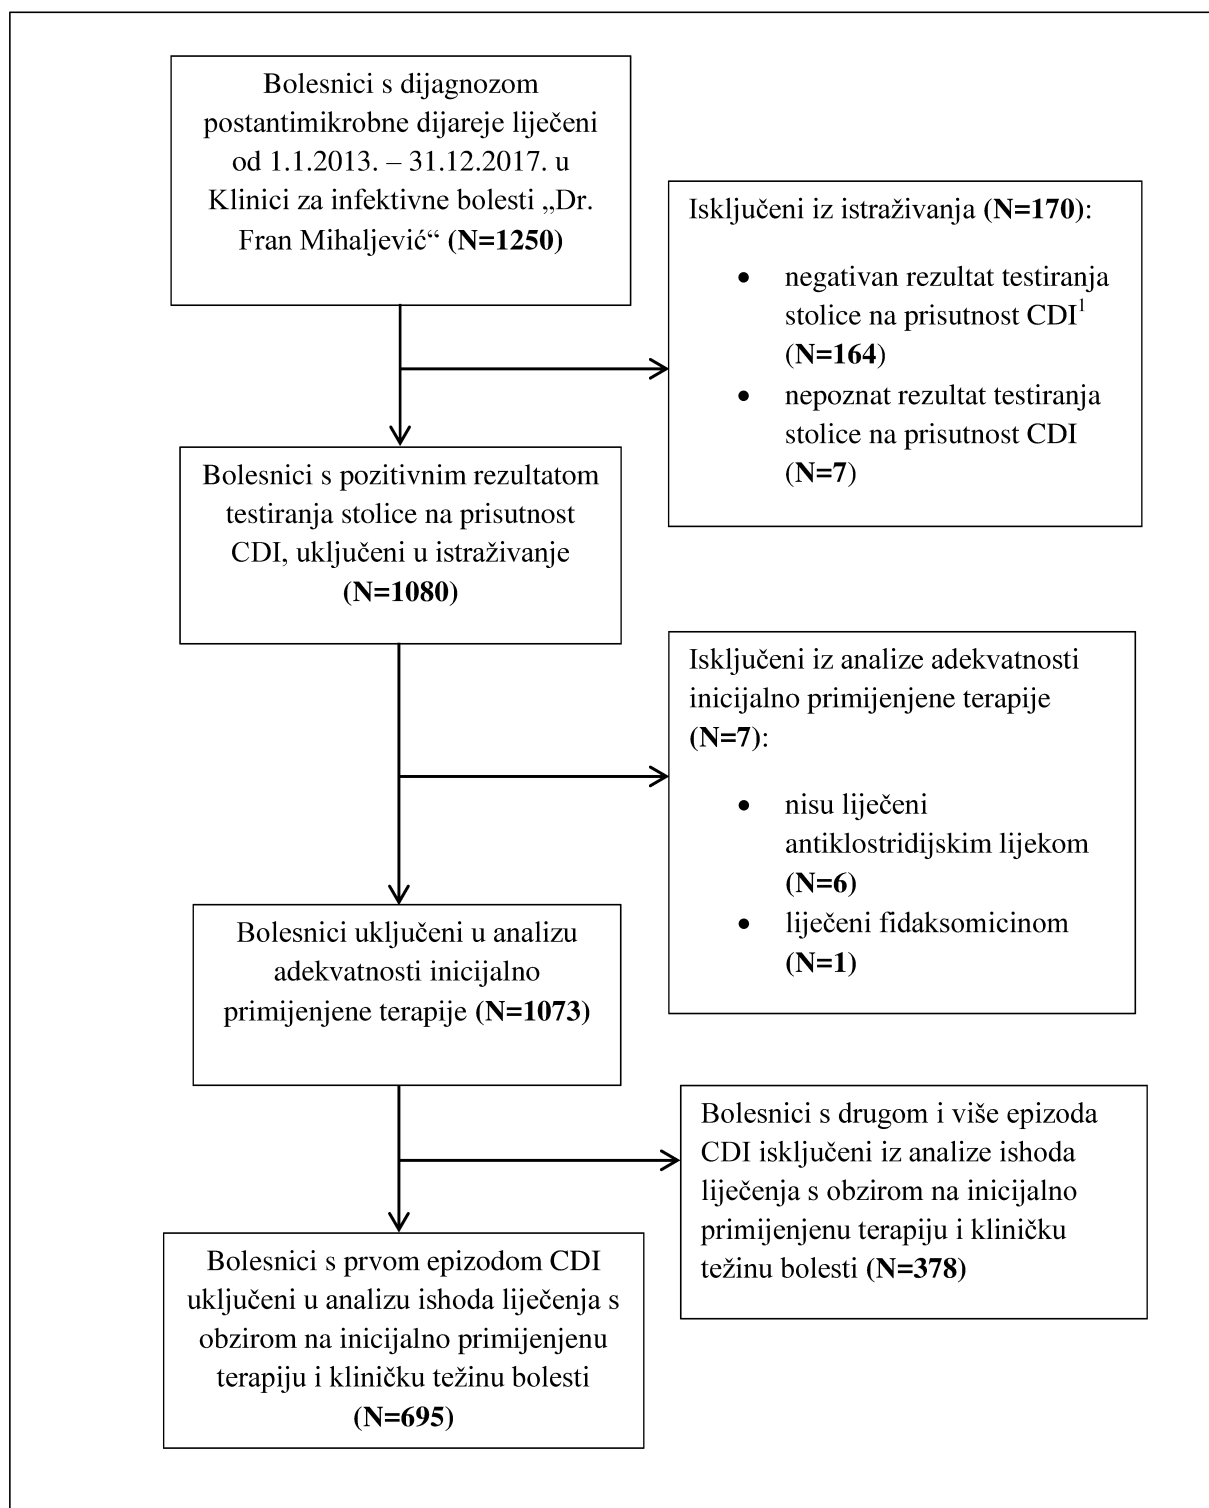 Bolesnici s dijagnozom
postantimikrobne dijareje liječeni
od 1.1.2013. – 31.12.2017. u
Klinici za infektivne bolesti „Dr.
Fran Mihaljević“ (N=1250)
Isključeni iz istraživanja (N=170):
• negativan rezultat testiranja
stolice na prisutnost CDI¹
(N=164)
• nepoznat rezultat testiranja
stolice na prisutnost CDI
(N=7)
Bolesnici s pozitivnim rezultatom
testiranja stolice na prisutnost
CDI, uključeni u istraživanje
(N=1080)
Isključeni iz analize adekvatnosti
inicijalno primijenjene terapije
(N=7):
• nisu liječeni
antiklostridijskim lijekom
(N=6)
• liječeni fidaksomicinom
(N=1)
Bolesnici uključeni u analizu
adekvatnosti inicijalno
primijenjene terapije (N=1073)
Bolesnici s drugom i više epizoda
CDI isključeni iz analize ishoda
liječenja s obzirom na inicijalno
primijenjenu terapiju i kliničku
težinu bolesti (N=378)
Bolesnici s prvom epizodom CDI
uključeni u analizu ishoda liječenja s
obzirom na inicijalno primijenjenu
terapiju i kliničku težinu bolesti
(N=695)